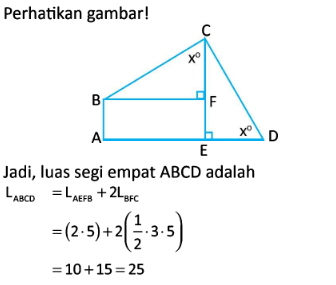 Perhatikan gambar!
C
x°
B
F
A
x°
D
E
Jadi, luas segi empat ABCD adalah
L_ABCD = L_AEFB + 2L_BFC
= (2·5) + 2(1/2·3·5)
= 10 + 15 = 25